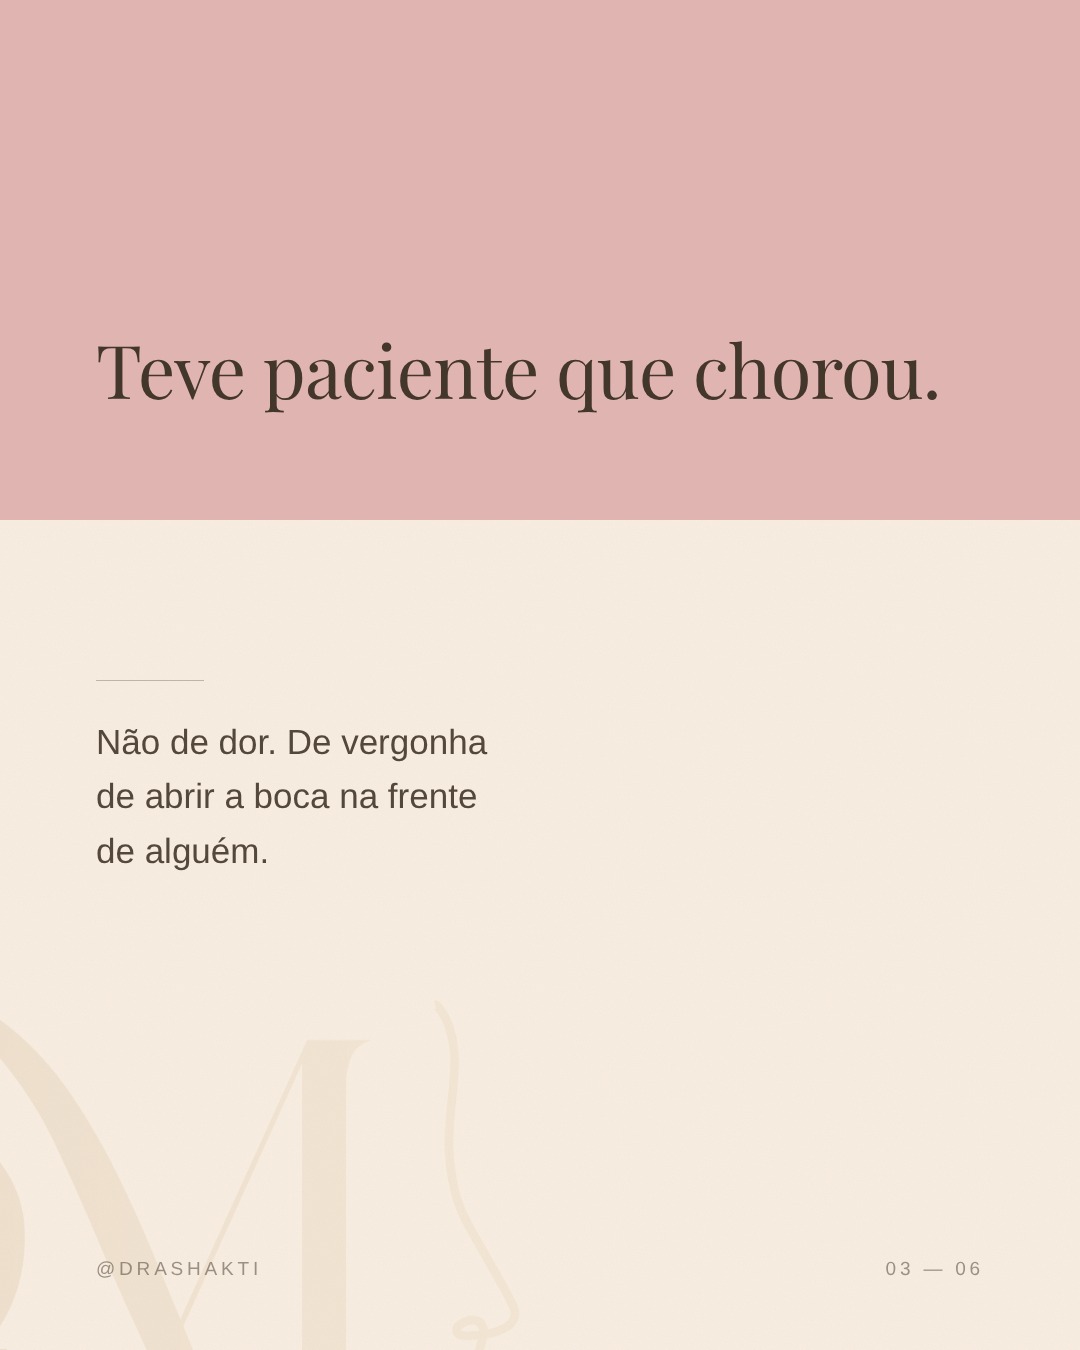 Teve paciente que chorou.
Não de dor. De vergonha
de abrir a boca na frente
de alguém.
@DRASHAKTI
03 — 06